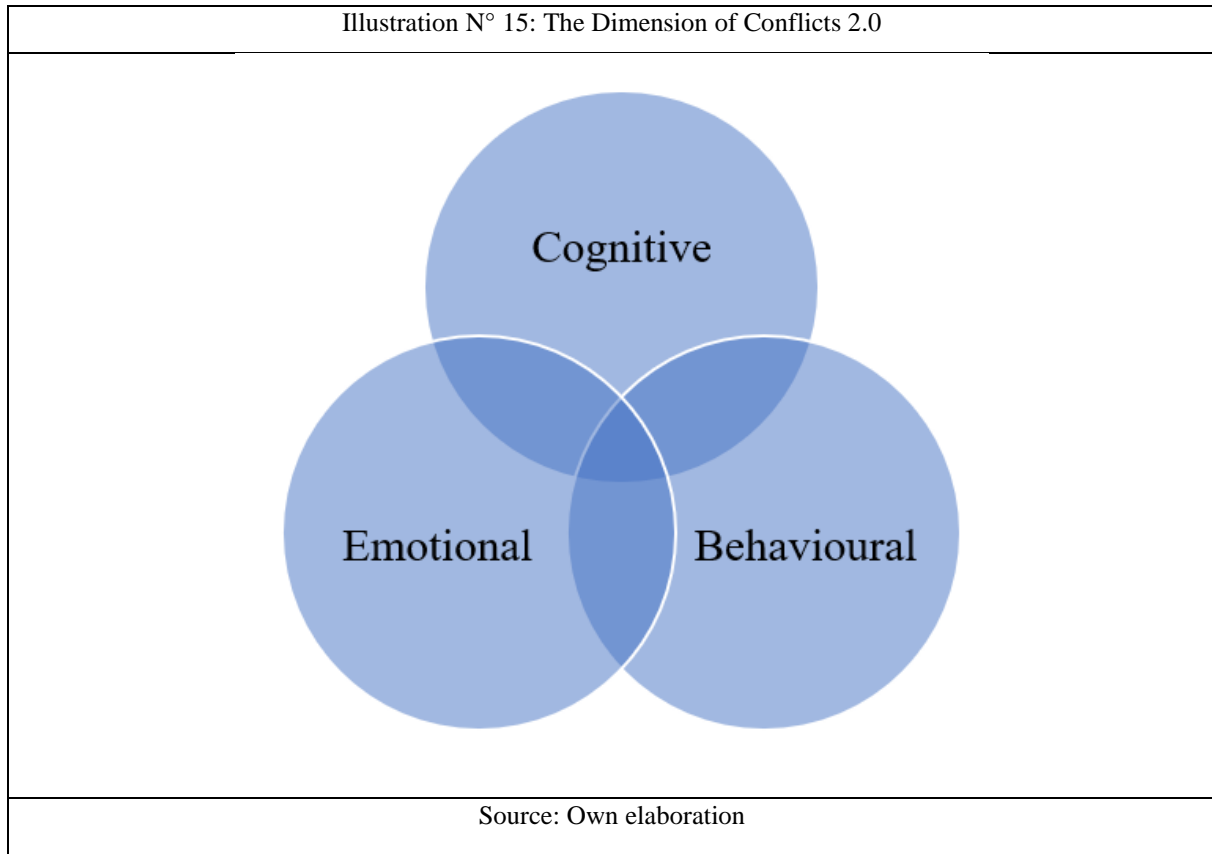 Illustration N° 15: The Dimension of Conflicts 2.0
Cognitive
Emotional
Behavioural
Source: Own elaboration